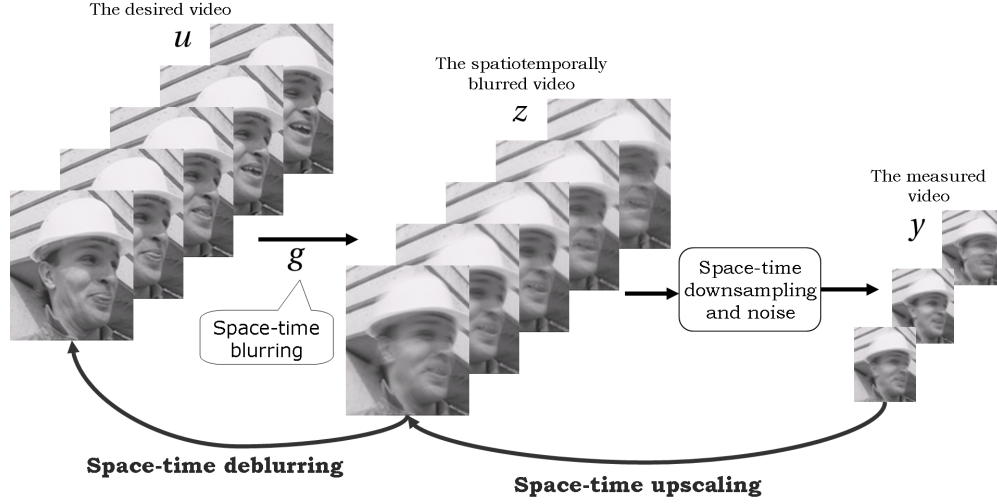 The desired video
u
The spatiotemporally
blurred video
z
The measured
video
y
g
Space-time
blurring
Space-time
downsampling
and noise
Space-time deblurring
Space-time upscaling